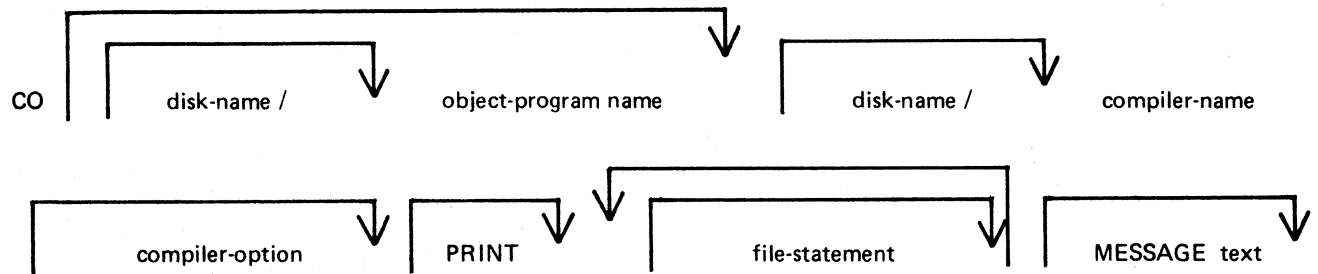 CO disk-name / object-program name disk-name / compiler-name
compiler-option PRINT file-statement MESSAGE text